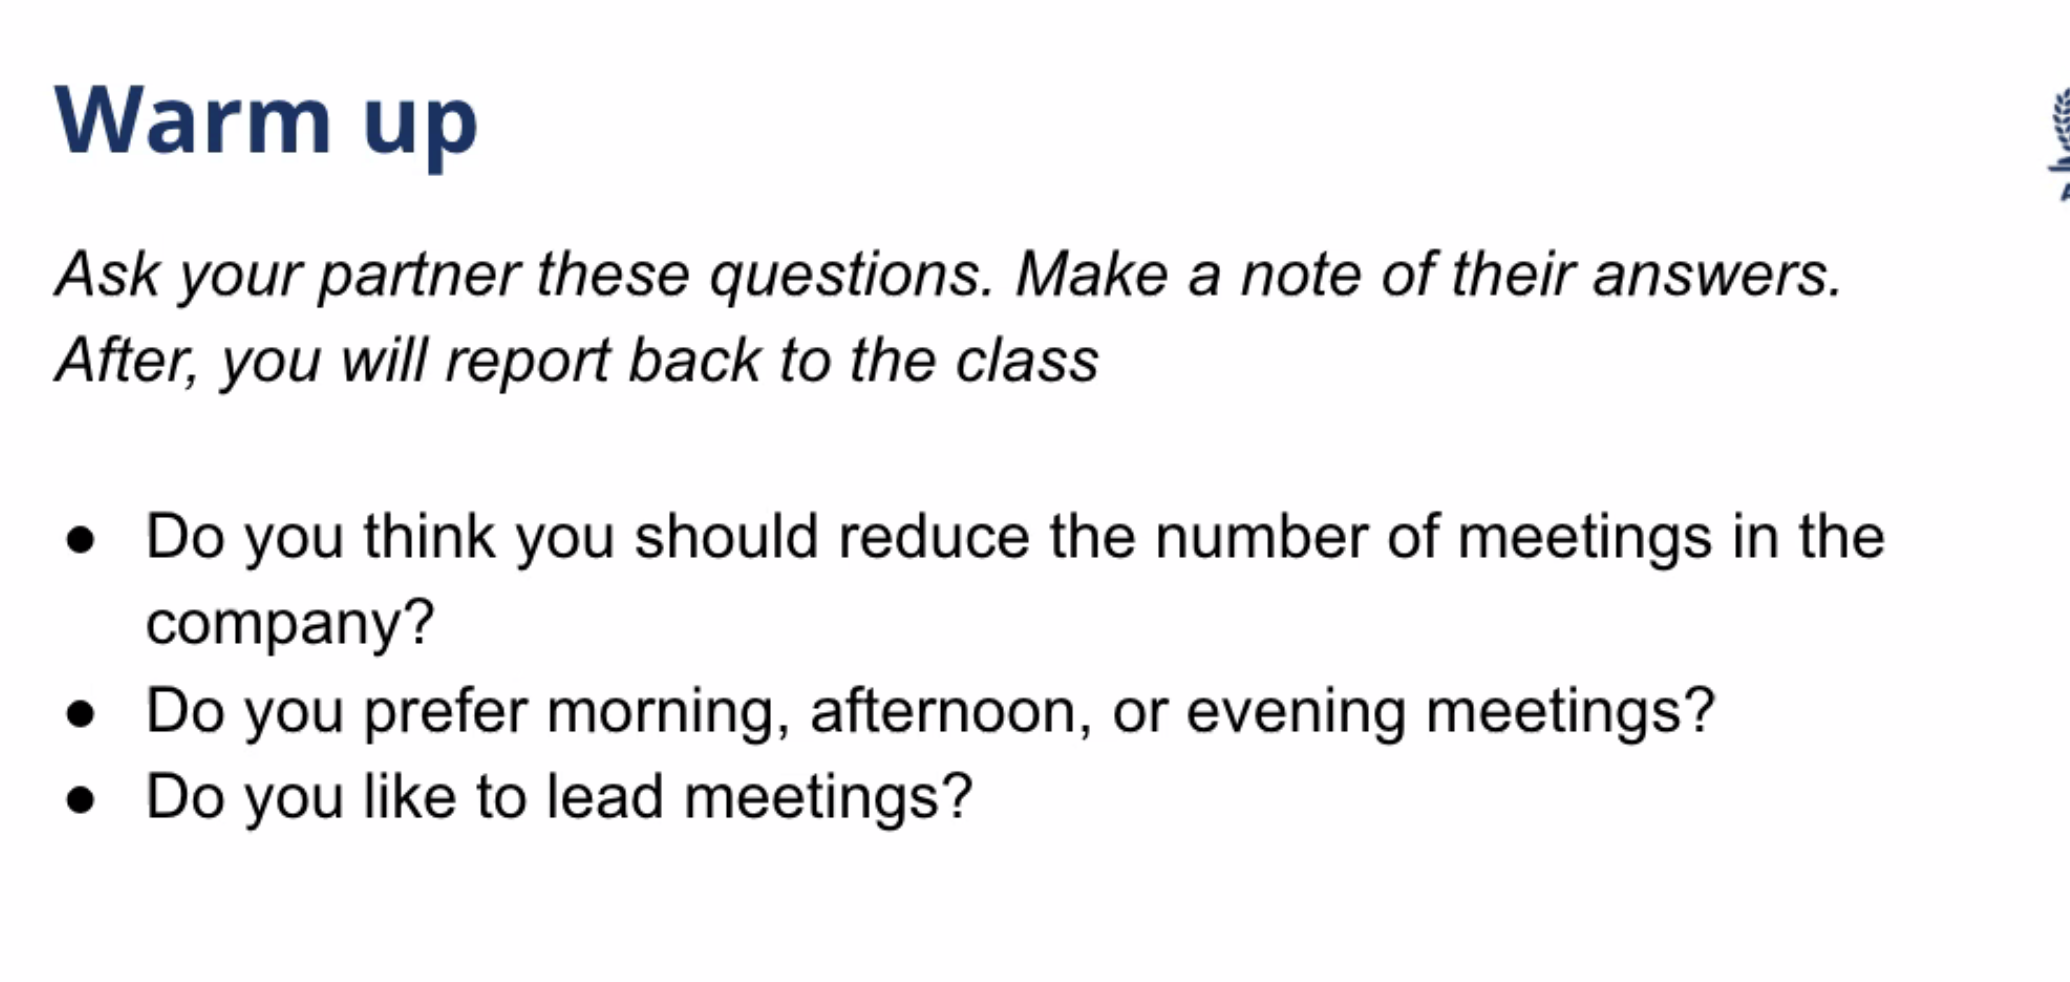 Warm up
Ask your partner these questions. Make a note of their answers.
After, you will report back to the class
● Do you think you should reduce the number of meetings in the
company?
● Do you prefer morning, afternoon, or evening meetings?
● Do you like to lead meetings?